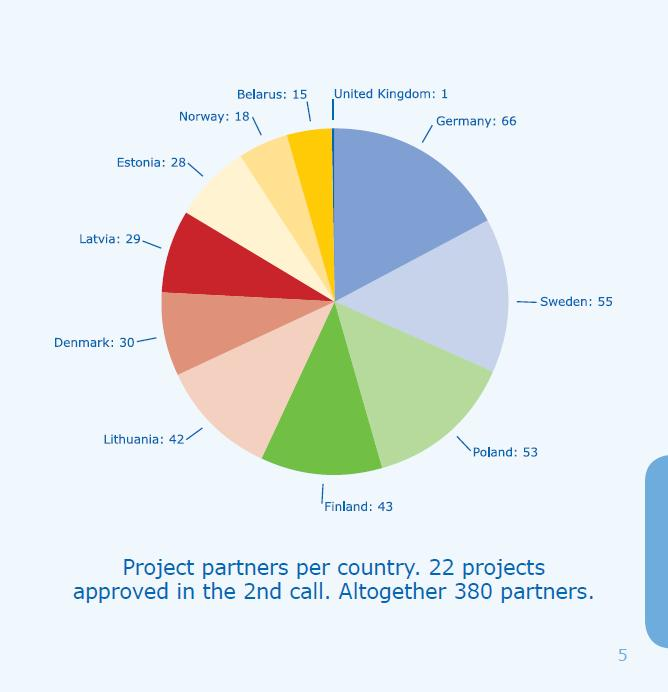 Belarus: 15
United Kingdom: 1
Norway: 18
Germany: 66
Estonia: 28
Latvia: 29
Sweden: 55
Denmark: 30
Lithuania: 42
Poland: 53
Finland: 43
Project partners per country. 22 projects
approved in the 2nd call. Altogether 380 partners.
5